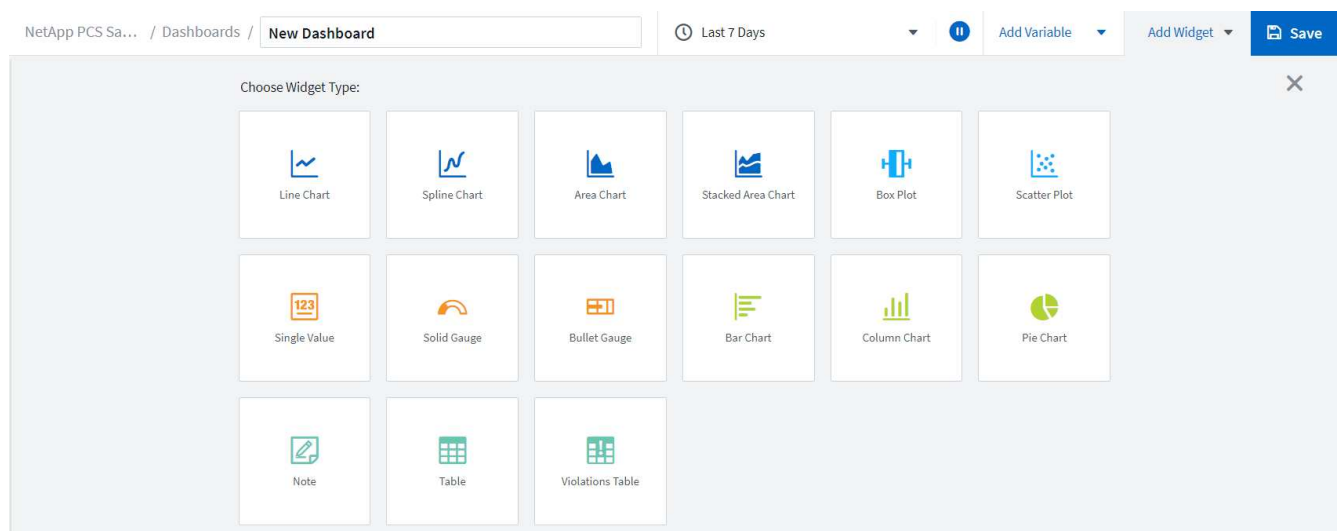 NetApp PCS Sa... / Dashboards / New Dashboard Last 7 Days Add Variable Add Widget Save
Choose Widget Type:
Line Chart Spline Chart Area Chart Stacked Area Chart Box Plot Scatter Plot
123
Single Value Solid Gauge Bullet Gauge Bar Chart Column Chart Pie Chart
Note Table Violations Table